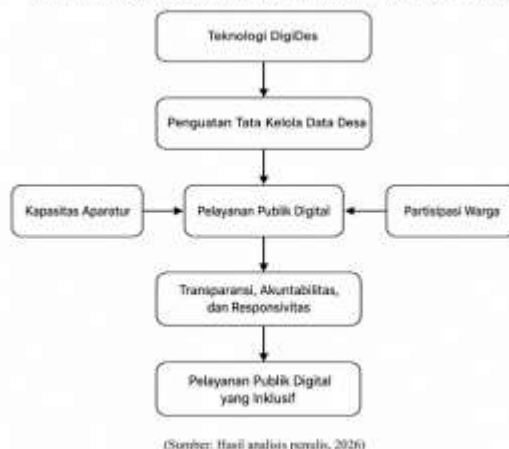 Teknologi DigiDes
Penguatan Tata Kelola Data Desa
Kapasitas Aparatur
Pelayanan Publik Digital
Partisipasi Warga
Transparansi, Akuntabilitas,
dan Responsivitas
Pelayanan Publik Digital
yang Inklusif
(Sumber: Hasil analisis penulis, 2026)